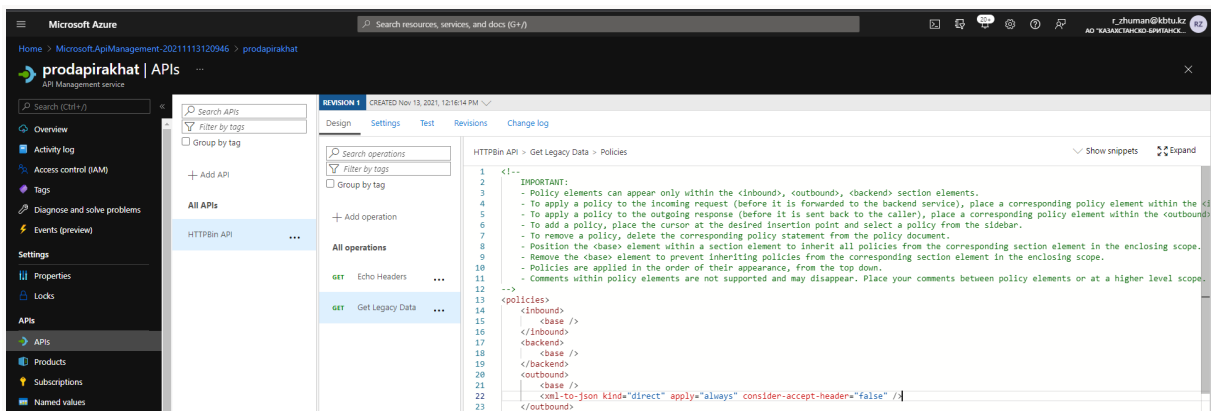 Microsoft Azure
Search resources, services, and docs (G+/)
20+
r_zhuman@kbtu.kz
АО "КАЗАХСТАНСКО-БРИТАНСК...
RZ
Home > Microsoft.ApiManagement-20211113120946 > prodapirakhat
prodapirakhat | APIs ...
API Management service
Search (Ctrl+/)
Overview
Activity log
Access control (IAM)
Tags
Diagnose and solve problems
Events (preview)
Settings
Properties
Locks
APIs
APIs
Products
Subscriptions
Named values
Search APIs
Filter by tags
Group by tag
+ Add API
All APIs
HTTPBin API ...
REVISION 1 CREATED Nov 13, 2021, 12:16:14 PM
Design Settings Test Revisions Change log
Search operations
Filter by tags
Group by tag
+ Add operation
All operations
GET Echo Headers ...
GET Get Legacy Data ...
HTTPBin API > Get Legacy Data > Policies
Show snippets Expand
1 <!--
2 IMPORTANT:
3 - Policy elements can appear only within the <inbound>, <outbound>, <backend> section elements.
4 - To apply a policy to the incoming request (before it is forwarded to the backend service), place a corresponding policy element within the <i
5 - To apply a policy to the outgoing response (before it is sent back to the caller), place a corresponding policy element within the <outbound>
6 - To add a policy, place the cursor at the desired insertion point and select a policy from the sidebar.
7 - To remove a policy, delete the corresponding policy statement from the policy document.
8 - Position the <base> element within a section element to inherit all policies from the corresponding section element in the enclosing scope.
9 - Remove the <base> element to prevent inheriting policies from the corresponding section element in the enclosing scope.
10 - Policies are applied in the order of their appearance, from the top down.
11 - Comments within policy elements are not supported and may disappear. Place your comments between policy elements or at a higher level scope.
12 -->
13 <policies>
14 <inbound>
15 <base />
16 </inbound>
17 <backend>
18 <base />
19 </backend>
20 <outbound>
21 <base />
22 <xml-to-json kind="direct" apply="always" consider-accept-header="false" />
23 </outbound>